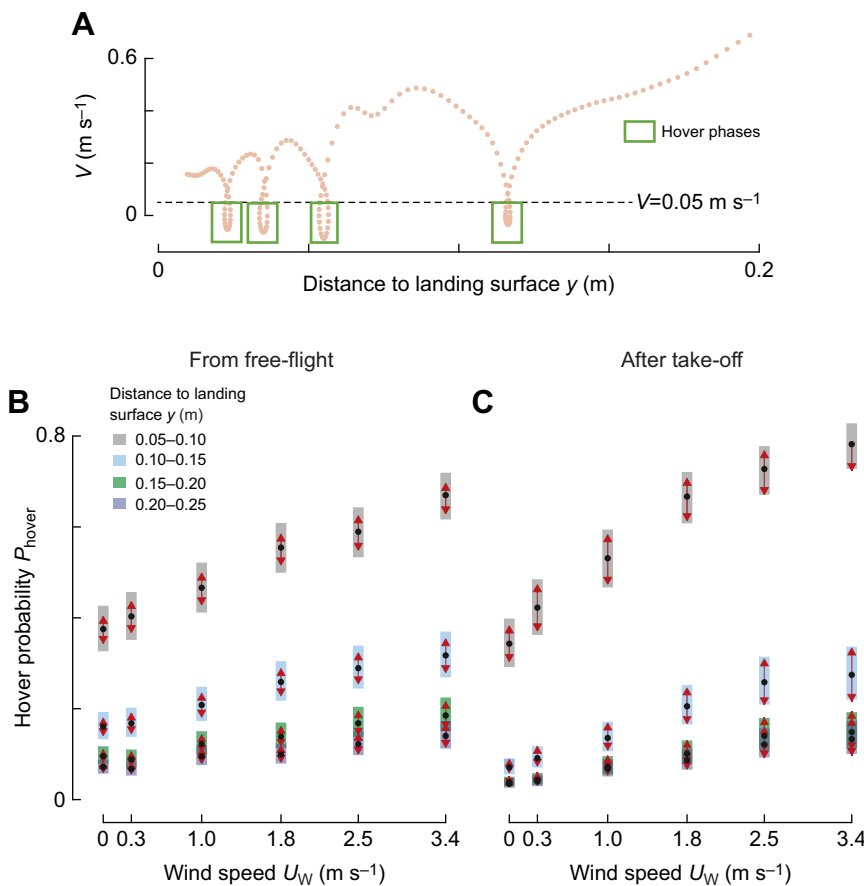 A
0.6
V (m s⁻¹)
0
Hover phases
V=0.05 m s⁻¹
0
Distance to landing surface y (m)
0.2
From free-flight
After take-off
B
Distance to landing
surface y (m)
0.05–0.10
0.10–0.15
0.15–0.20
0.20–0.25
C
0.8
Hover probability P_hover
0
0 0.3 1.0 1.8 2.5 3.4
Wind speed U_W (m s⁻¹)
0 0.3 1.0 1.8 2.5 3.4
Wind speed U_W (m s⁻¹)